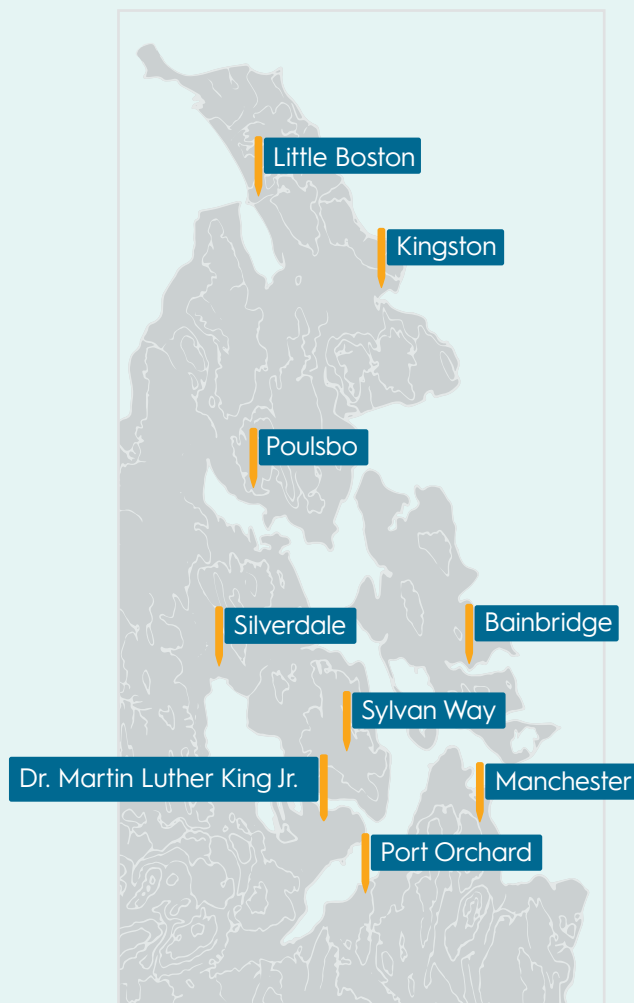 Little Boston
Kingston
Poulsbo
Silverdale
Bainbridge
Sylvan Way
Dr. Martin Luther King Jr.
Manchester
Port Orchard